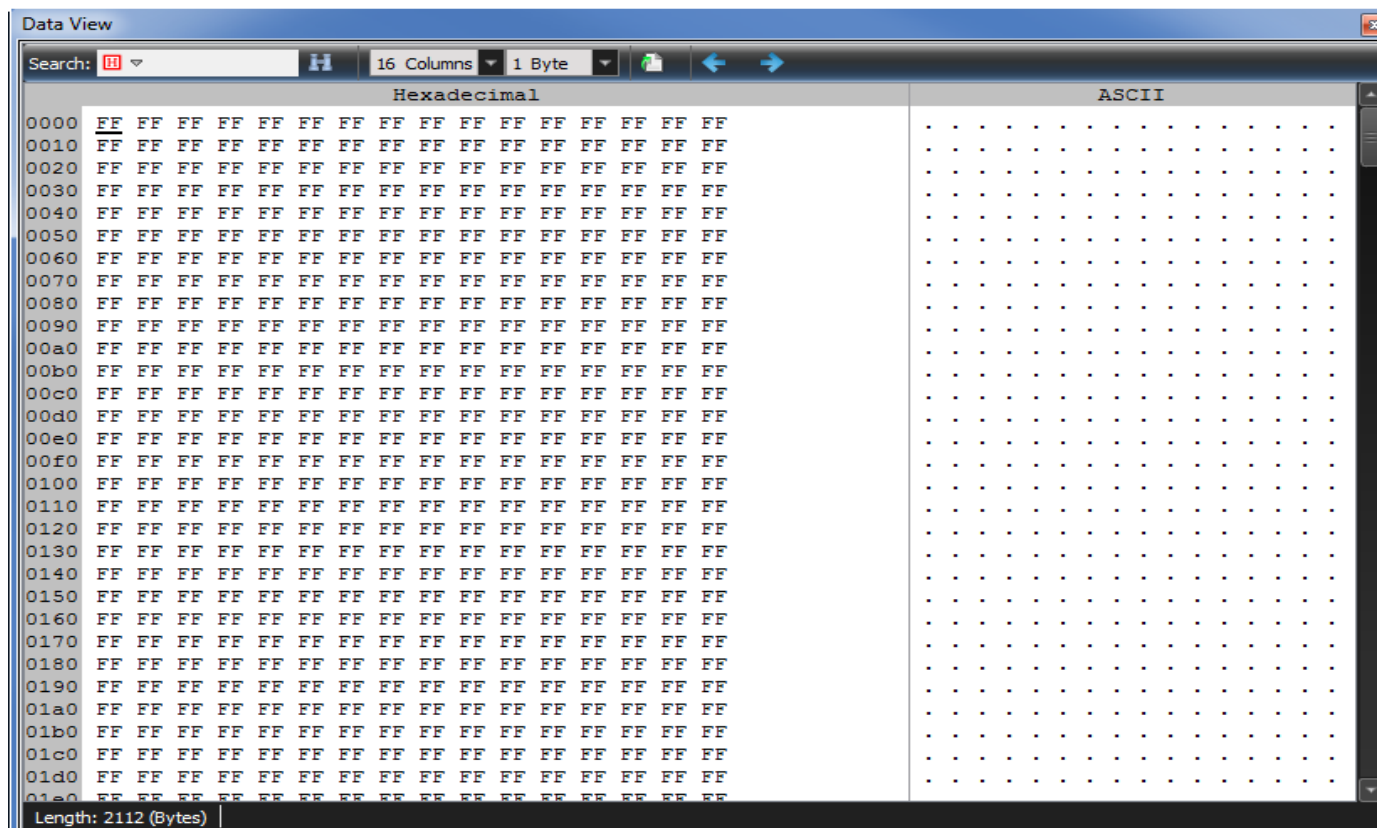 Data View
Search: H 16 Columns 1 Byte
Hexadecimal ASCII
0000 FF FF FF FF FF FF FF FF FF FF FF FF FF FF FF FF . . . . . . . . . . . . . . . .
0010 FF FF FF FF FF FF FF FF FF FF FF FF FF FF FF FF . . . . . . . . . . . . . . . .
0020 FF FF FF FF FF FF FF FF FF FF FF FF FF FF FF FF . . . . . . . . . . . . . . . .
0030 FF FF FF FF FF FF FF FF FF FF FF FF FF FF FF FF . . . . . . . . . . . . . . . .
0040 FF FF FF FF FF FF FF FF FF FF FF FF FF FF FF FF . . . . . . . . . . . . . . . .
0050 FF FF FF FF FF FF FF FF FF FF FF FF FF FF FF FF . . . . . . . . . . . . . . . .
0060 FF FF FF FF FF FF FF FF FF FF FF FF FF FF FF FF . . . . . . . . . . . . . . . .
0070 FF FF FF FF FF FF FF FF FF FF FF FF FF FF FF FF . . . . . . . . . . . . . . . .
0080 FF FF FF FF FF FF FF FF FF FF FF FF FF FF FF FF . . . . . . . . . . . . . . . .
0090 FF FF FF FF FF FF FF FF FF FF FF FF FF FF FF FF . . . . . . . . . . . . . . . .
00a0 FF FF FF FF FF FF FF FF FF FF FF FF FF FF FF FF . . . . . . . . . . . . . . . .
00b0 FF FF FF FF FF FF FF FF FF FF FF FF FF FF FF FF . . . . . . . . . . . . . . . .
00c0 FF FF FF FF FF FF FF FF FF FF FF FF FF FF FF FF . . . . . . . . . . . . . . . .
00d0 FF FF FF FF FF FF FF FF FF FF FF FF FF FF FF FF . . . . . . . . . . . . . . . .
00e0 FF FF FF FF FF FF FF FF FF FF FF FF FF FF FF FF . . . . . . . . . . . . . . . .
00f0 FF FF FF FF FF FF FF FF FF FF FF FF FF FF FF FF . . . . . . . . . . . . . . . .
0100 FF FF FF FF FF FF FF FF FF FF FF FF FF FF FF FF . . . . . . . . . . . . . . . .
0110 FF FF FF FF FF FF FF FF FF FF FF FF FF FF FF FF . . . . . . . . . . . . . . . .
0120 FF FF FF FF FF FF FF FF FF FF FF FF FF FF FF FF . . . . . . . . . . . . . . . .
0130 FF FF FF FF FF FF FF FF FF FF FF FF FF FF FF FF . . . . . . . . . . . . . . . .
0140 FF FF FF FF FF FF FF FF FF FF FF FF FF FF FF FF . . . . . . . . . . . . . . . .
0150 FF FF FF FF FF FF FF FF FF FF FF FF FF FF FF FF . . . . . . . . . . . . . . . .
0160 FF FF FF FF FF FF FF FF FF FF FF FF FF FF FF FF . . . . . . . . . . . . . . . .
0170 FF FF FF FF FF FF FF FF FF FF FF FF FF FF FF FF . . . . . . . . . . . . . . . .
0180 FF FF FF FF FF FF FF FF FF FF FF FF FF FF FF FF . . . . . . . . . . . . . . . .
0190 FF FF FF FF FF FF FF FF FF FF FF FF FF FF FF FF . . . . . . . . . . . . . . . .
01a0 FF FF FF FF FF FF FF FF FF FF FF FF FF FF FF FF . . . . . . . . . . . . . . . .
01b0 FF FF FF FF FF FF FF FF FF FF FF FF FF FF FF FF . . . . . . . . . . . . . . . .
01c0 FF FF FF FF FF FF FF FF FF FF FF FF FF FF FF FF . . . . . . . . . . . . . . . .
01d0 FF FF FF FF FF FF FF FF FF FF FF FF FF FF FF FF . . . . . . . . . . . . . . . .
01e0 FF FF FF FF FF FF FF FF FF FF FF FF FF FF FF FF
Length: 2112 (Bytes)